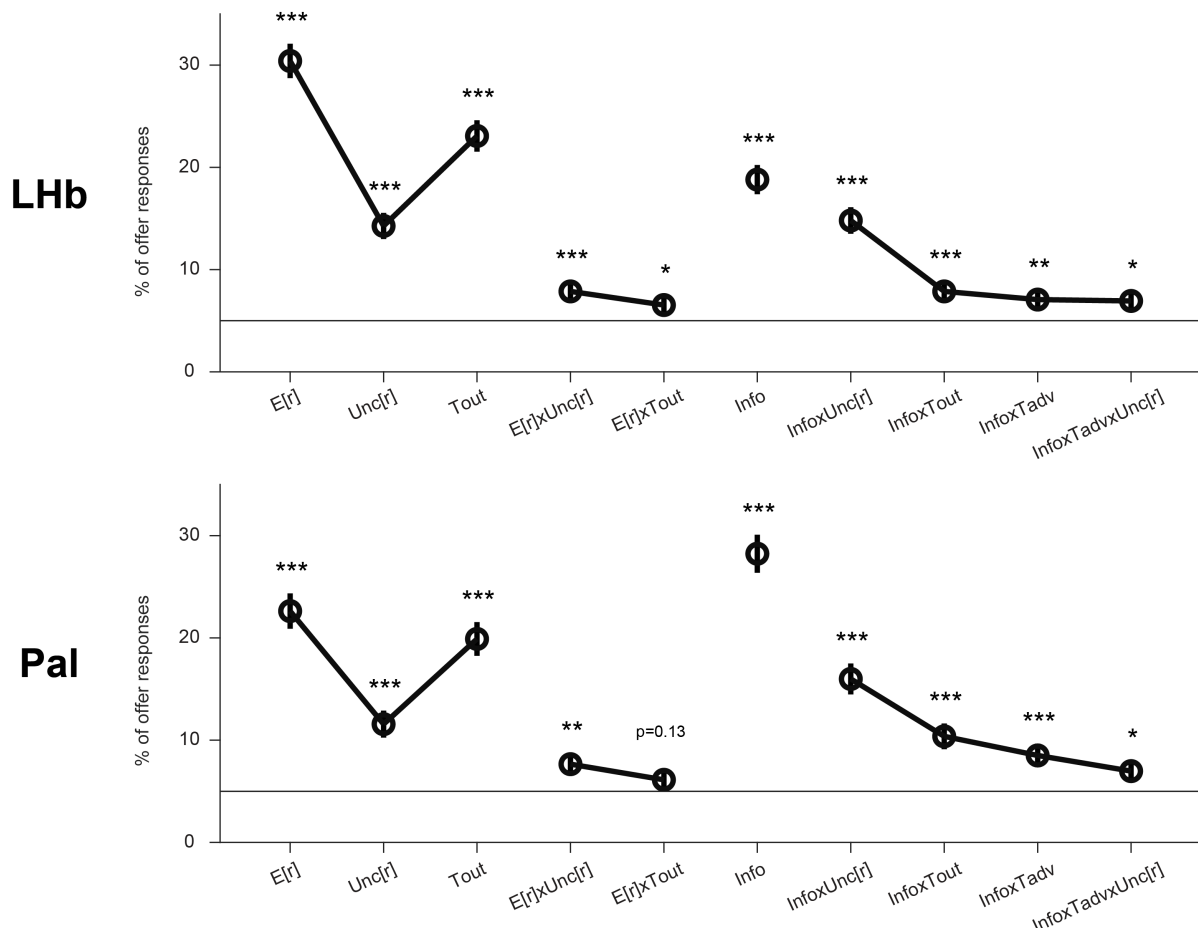 LHb
% of offer responses
30
20
10
0
***
***
***
***
*
***
***
***
**
*
E[r]
Unc[r]
Tout
E[r]xUnc[r]
E[r]xTout
Info
InfoxUnc[r]
InfoxTout
InfoxTadv
InfoxTadvxUnc[r]
Pal
% of offer responses
30
20
10
0
***
***
***
**
p=0.13
***
***
***
***
*
E[r]
Unc[r]
Tout
E[r]xUnc[r]
E[r]xTout
Info
InfoxUnc[r]
InfoxTout
InfoxTadv
InfoxTadvxUnc[r]